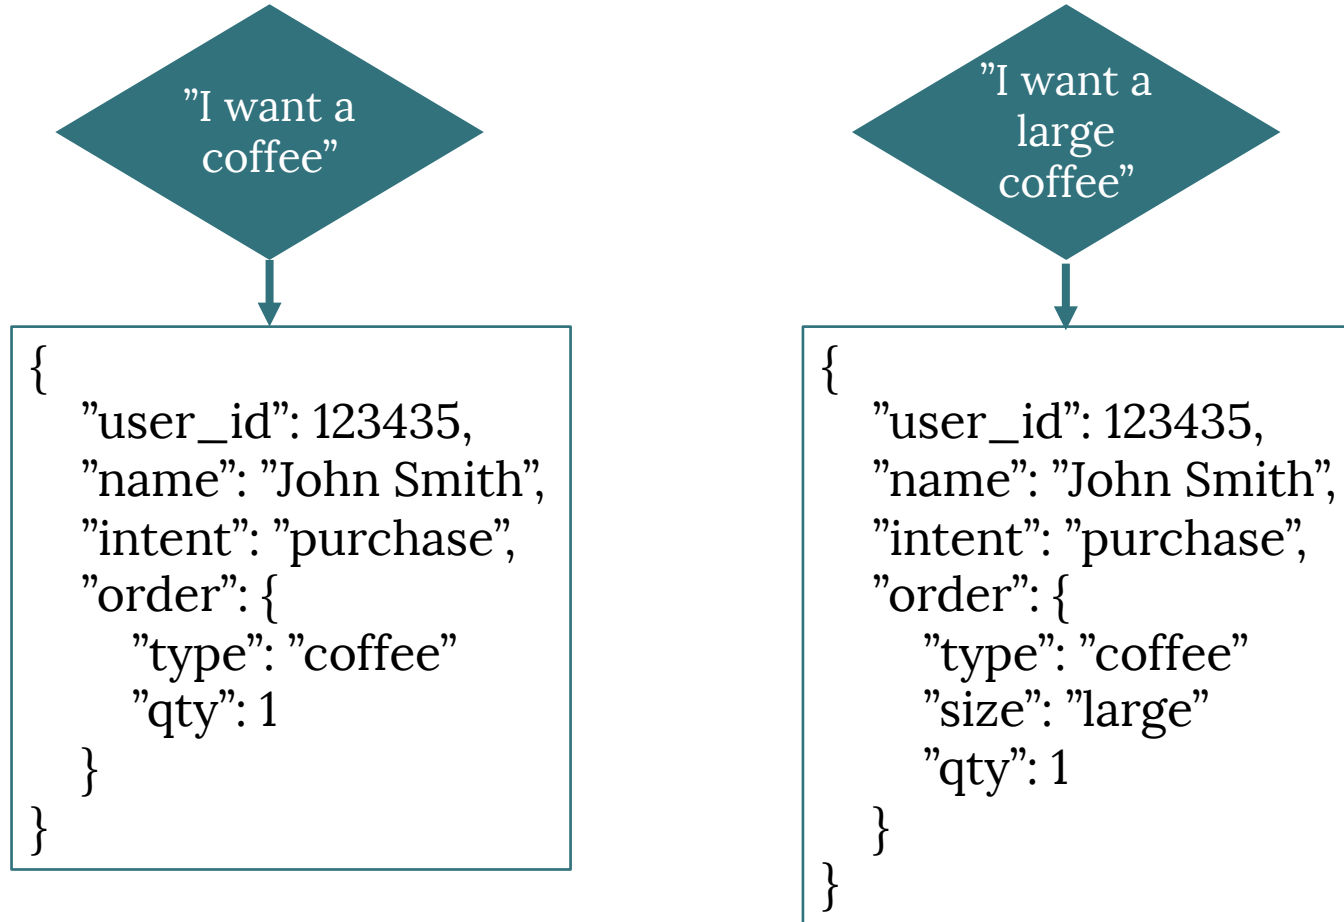 ”I want a
coffee”
{
”user_id”: 123435,
”name”: ”John Smith”,
”intent”: ”purchase”,
”order”: {
”type”: ”coffee”
”qty”: 1
}
}
”I want a
large
coffee”
{
”user_id”: 123435,
”name”: ”John Smith”,
”intent”: ”purchase”,
”order”: {
”type”: ”coffee”
”size”: ”large”
”qty”: 1
}
}